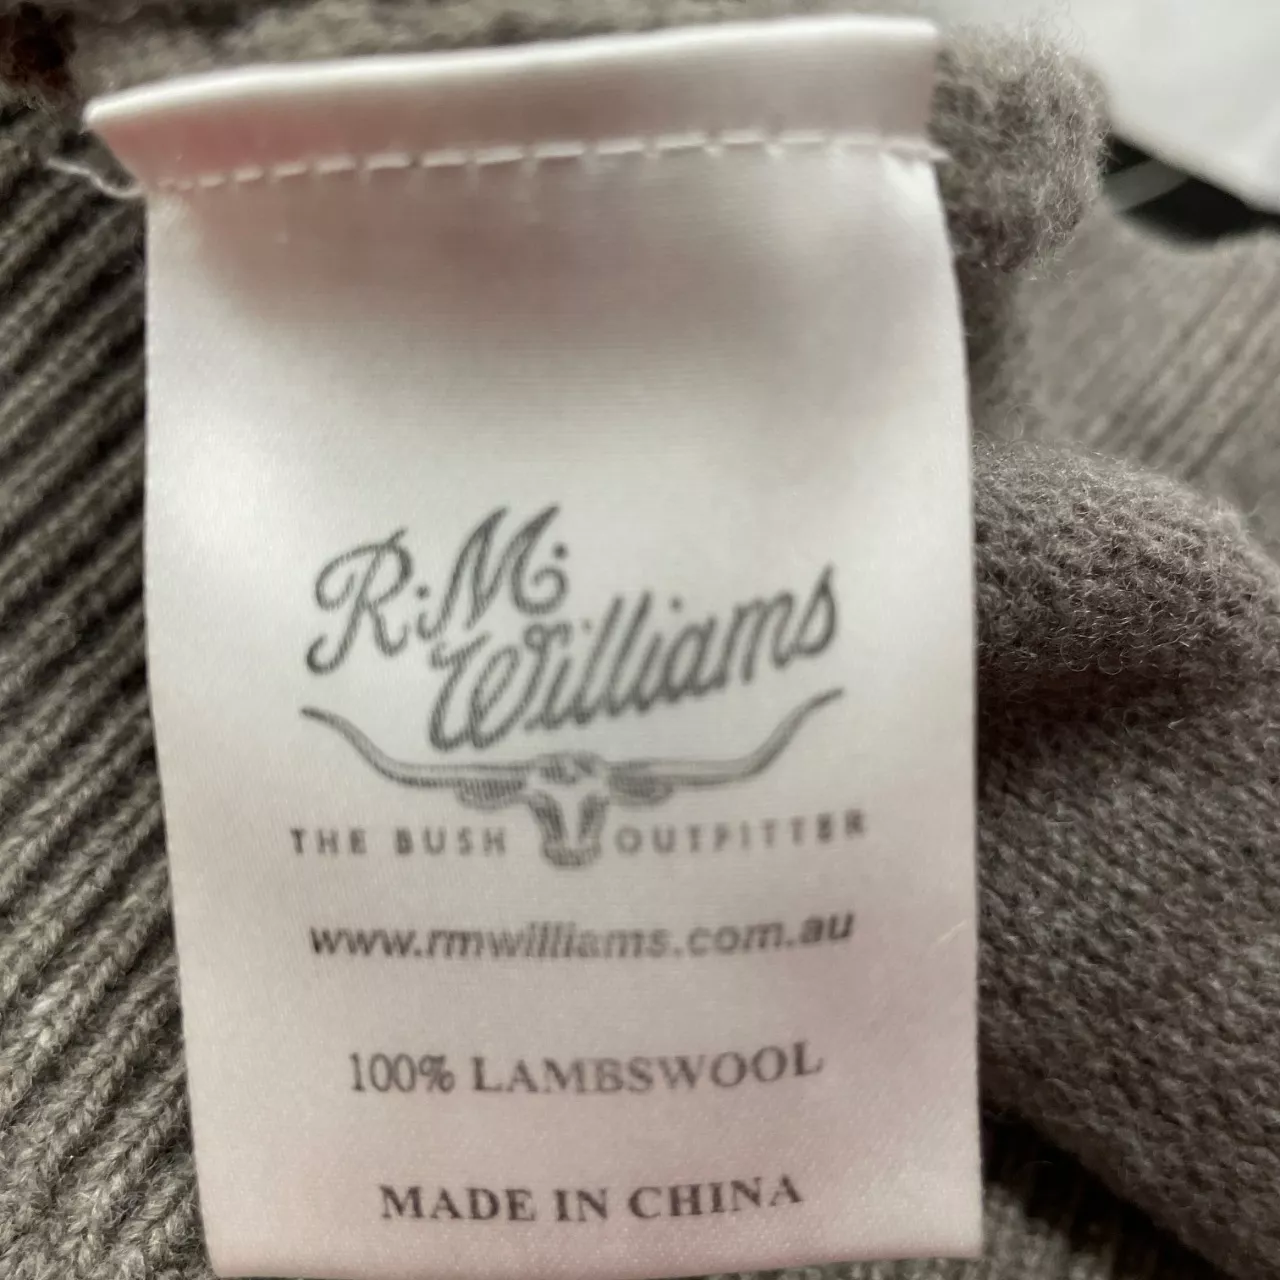 R.M.
Williams
THE BUSH OUTFITTER
www.rmwilliams.com.au
100% LAMBSWOOL
MADE IN CHINA